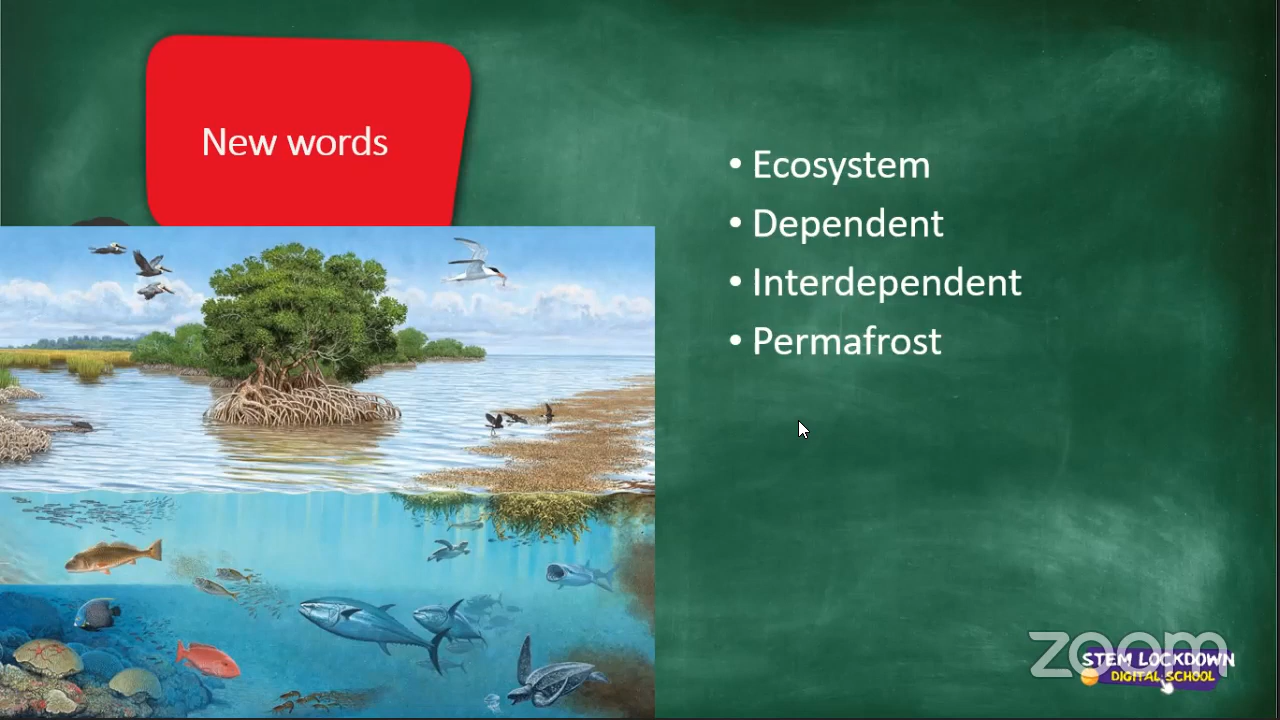 New words
• Ecosystem
• Dependent
• Interdependent
• Permafrost
zoom
STEM LOCKDOWN
DIGITAL SCHOOL